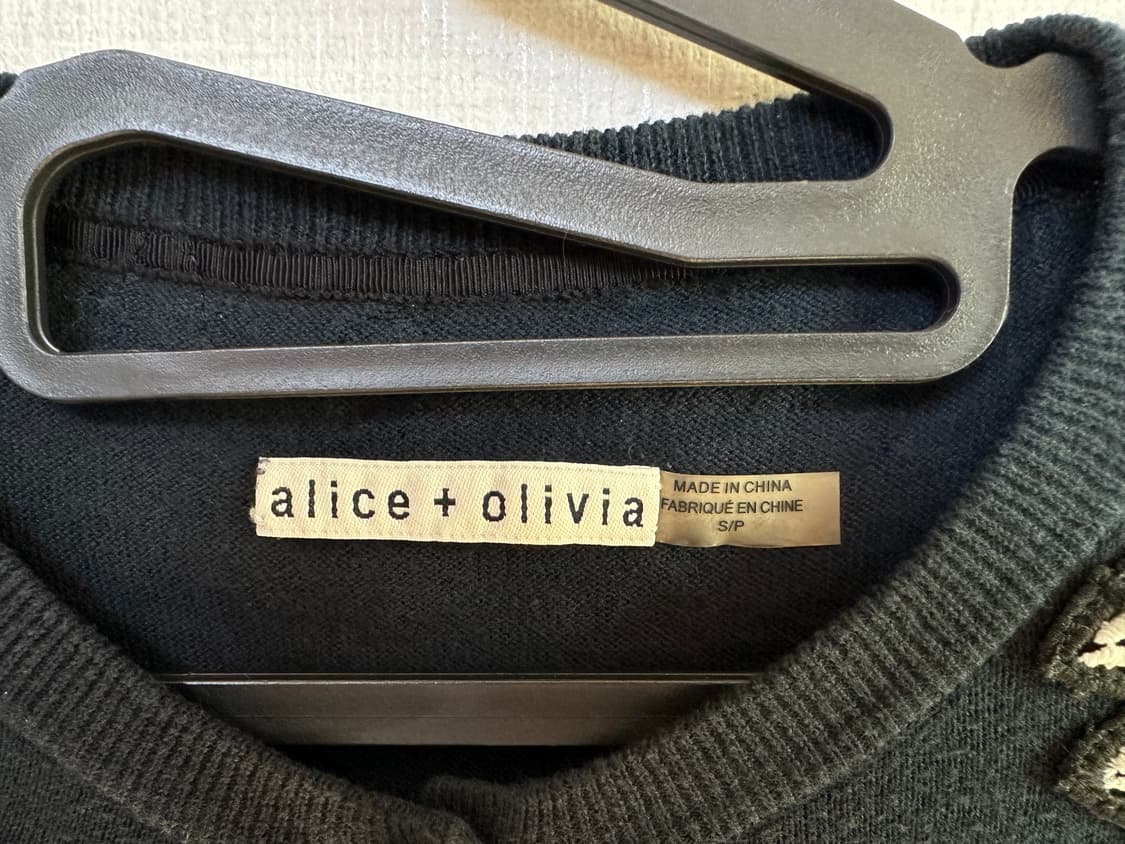 alice + olivia
MADE IN CHINA
FABRIQUÉ EN CHINE
S/P